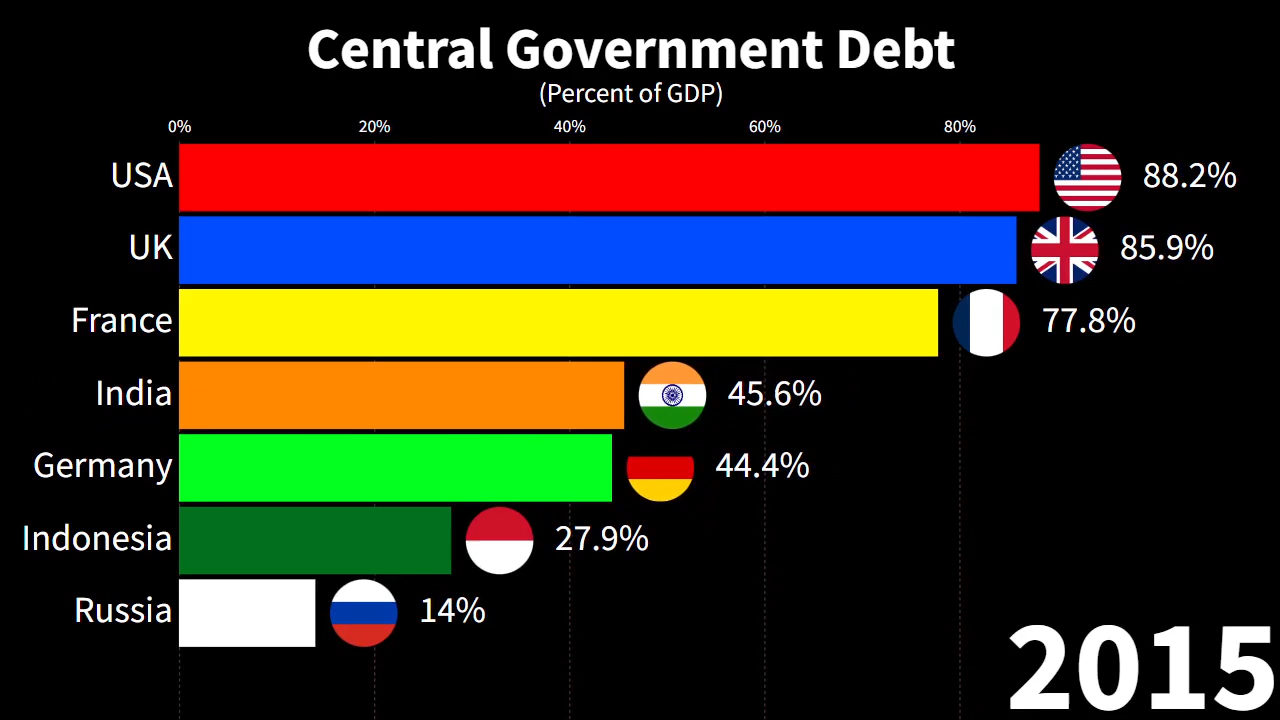 Central Government Debt
(Percent of GDP)
0% 20% 40% 60% 80%
USA 88.2%
UK 85.9%
France 77.8%
India 45.6%
Germany 44.4%
Indonesia 27.9%
Russia 14%
2015